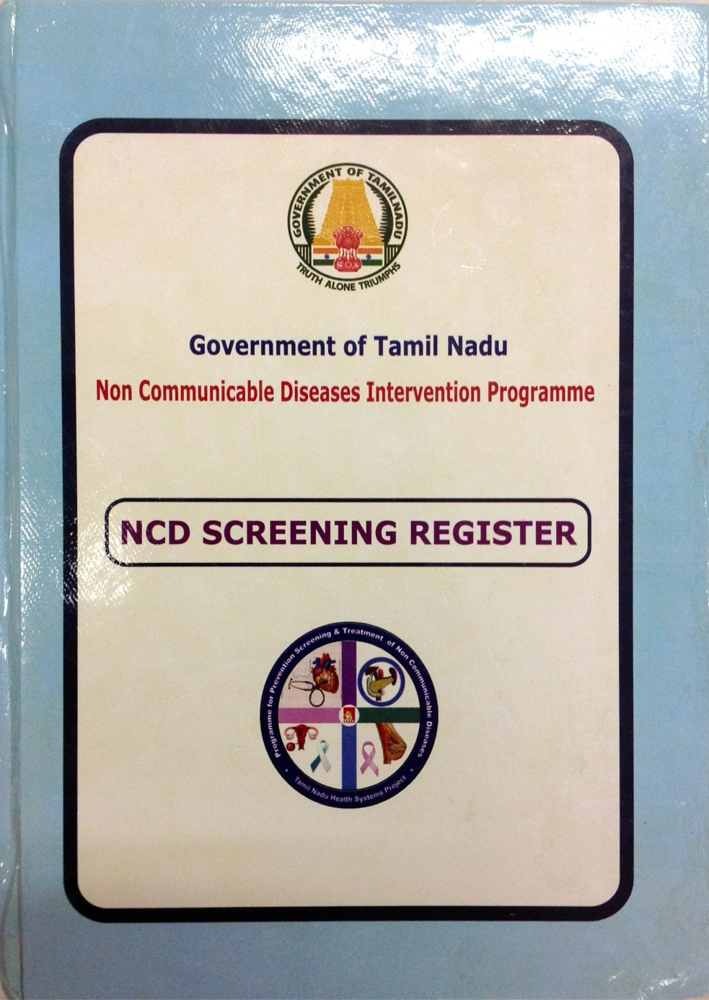 GOVERNMENT OF TAMILNADU
TRUTH ALONE TRIUMPHS
Government of Tamil Nadu
Non Communicable Diseases Intervention Programme
NCD SCREENING REGISTER
Programme for Prevention Screening & Treatment of Non Communicable Diseases
Tamil Nadu Health Systems Project